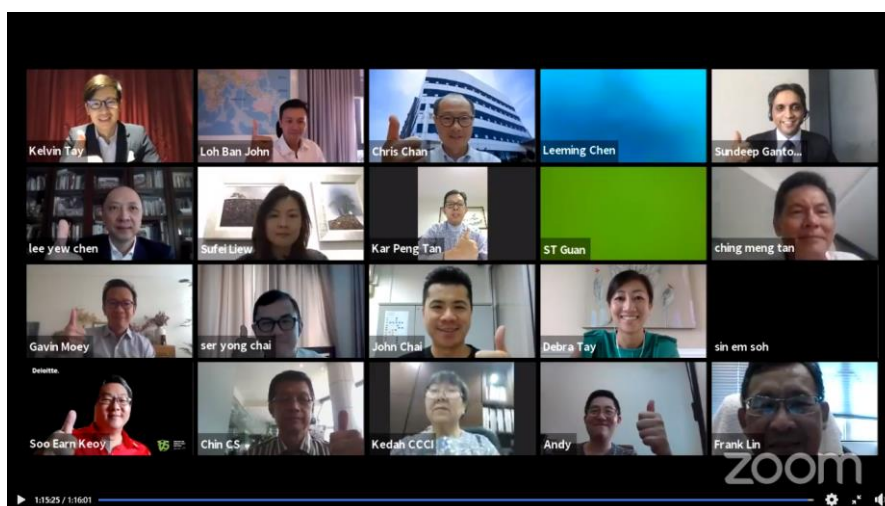 Kelvin Tay
Loh Ban John
Chris Chan
Leeming Chen
Sundeep Ganto...
lee yew chen
Sufei Liew
Kar Peng Tan
ST Guan
ching meng tan
Gavin Moey
ser yong chai
John Chai
Debra Tay
sin em soh
Deloitte.
Soo Earn Keoy
Chin CS
Kedah CCCI
Andy
Frank Lin
zoom
1:15:25 / 1:16:01